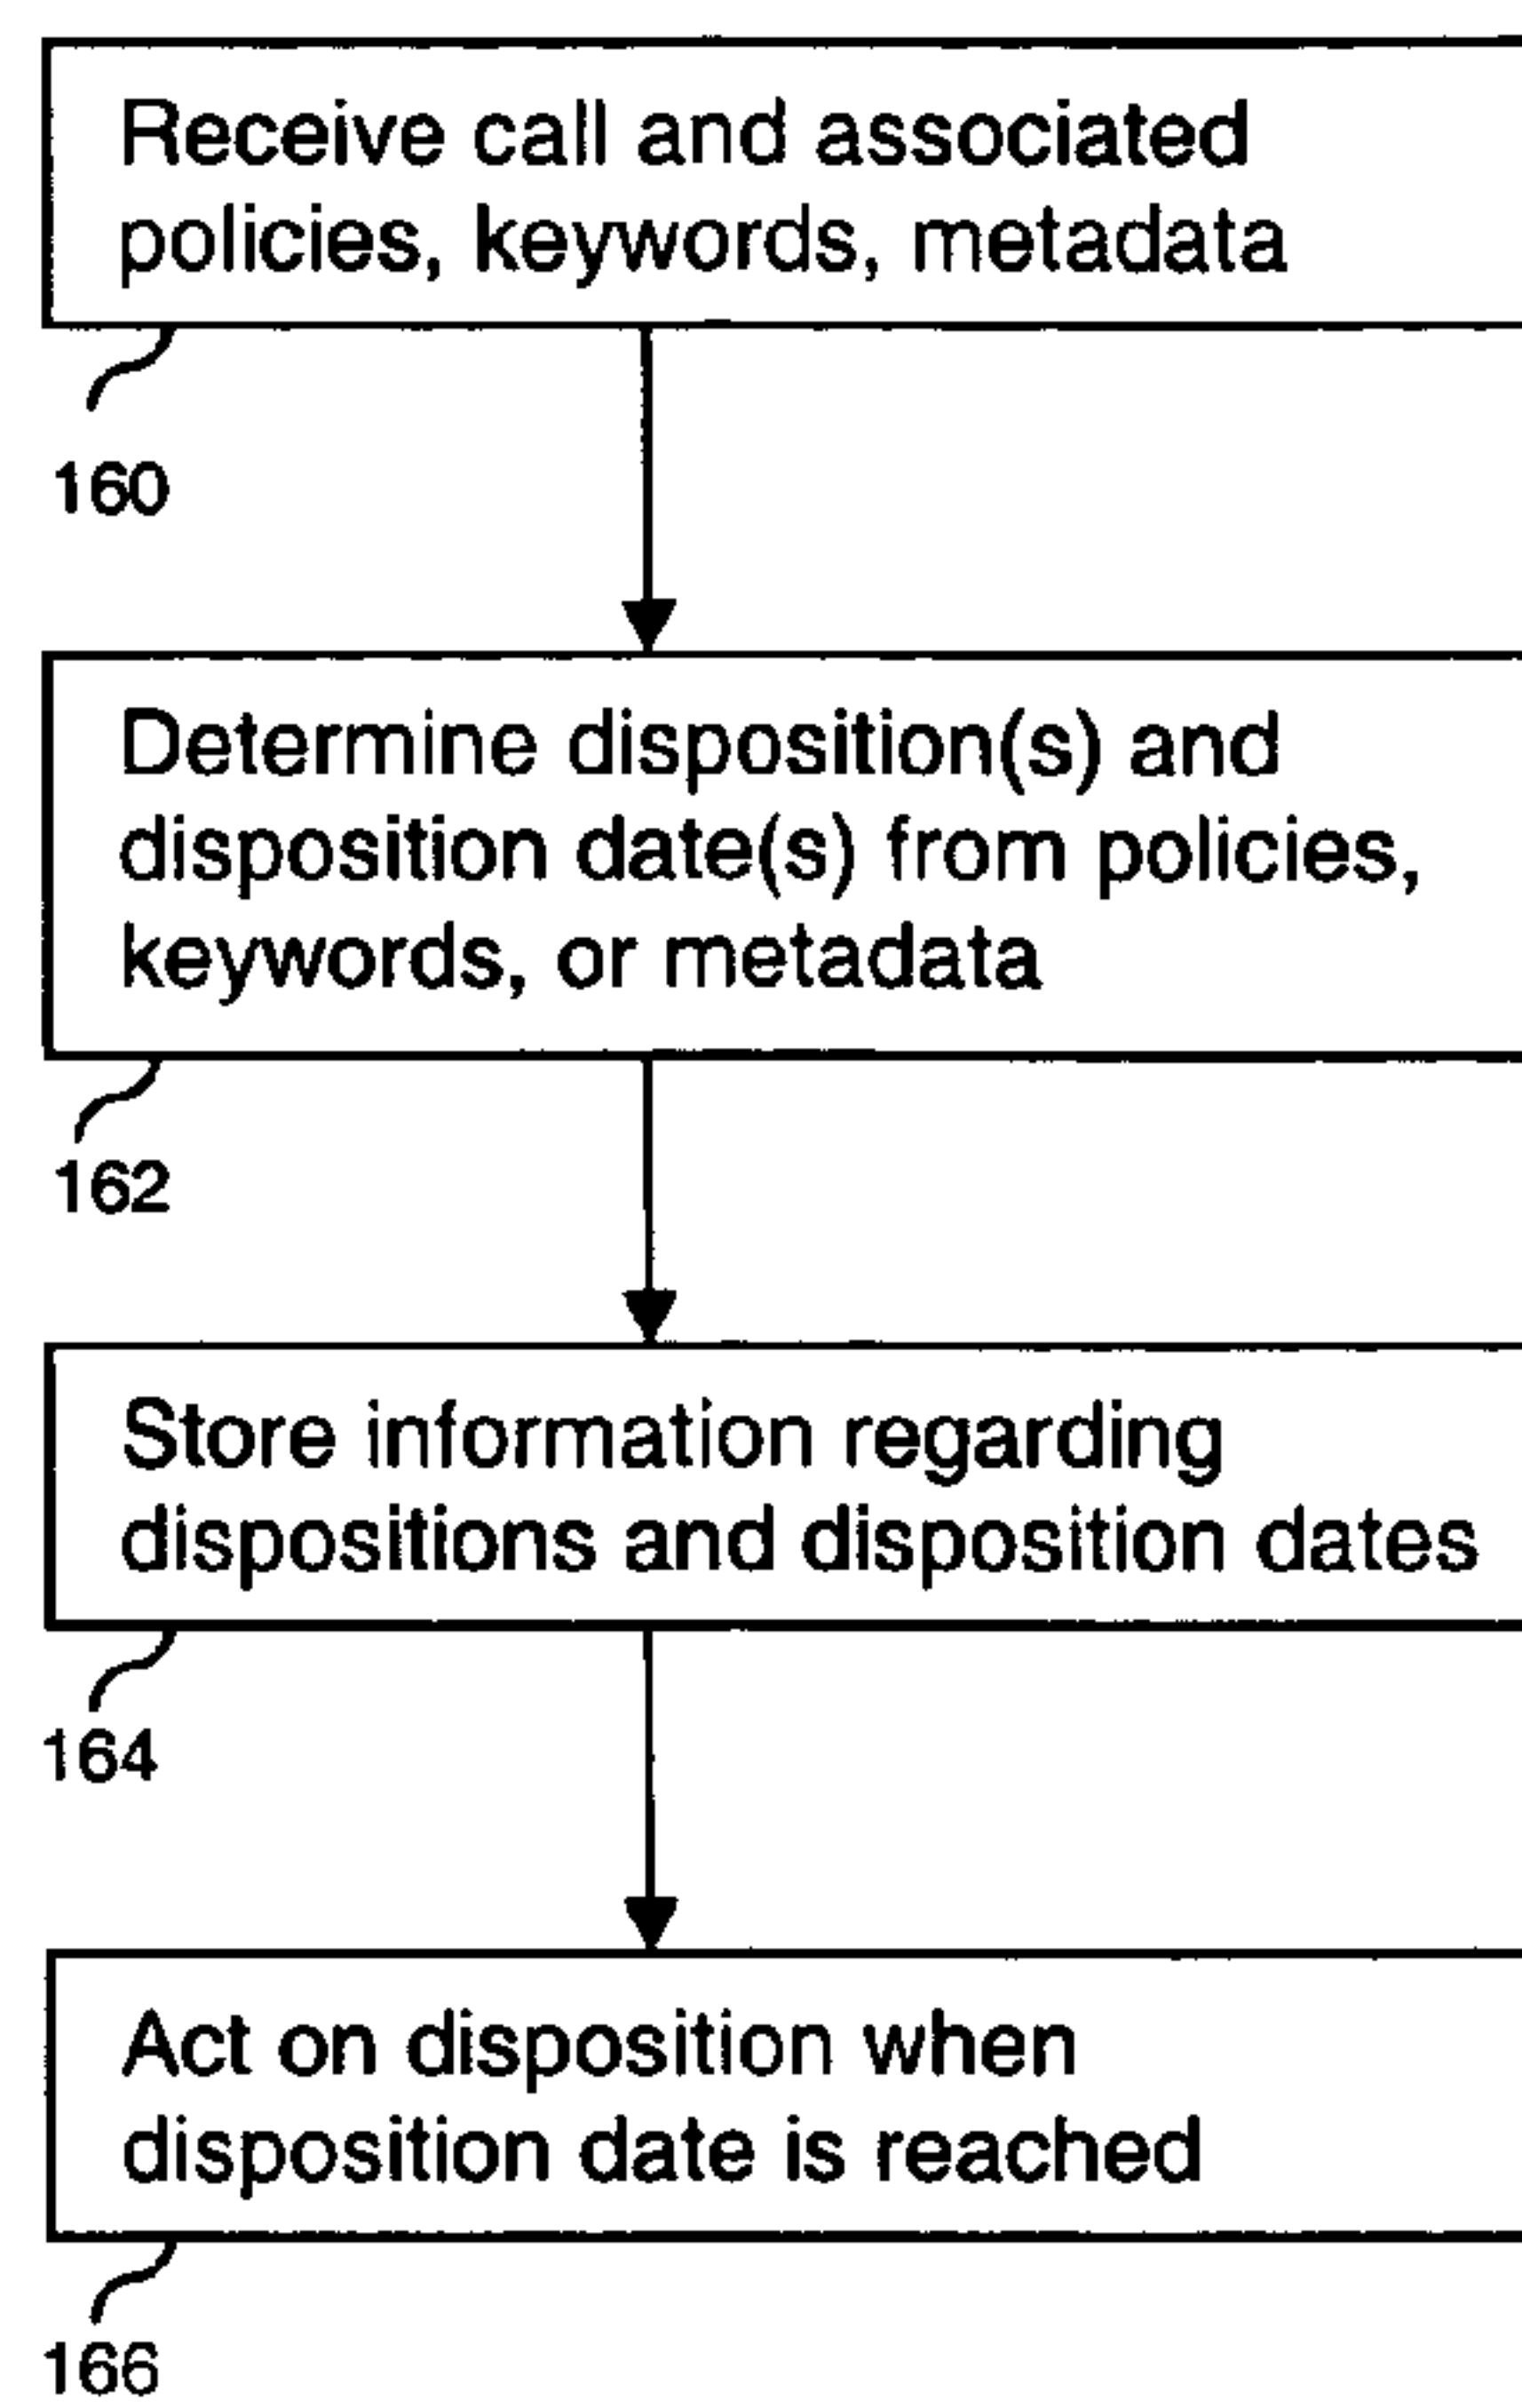 Receive call and associated
policies, keywords, metadata
160
Determine disposition(s) and
disposition date(s) from policies,
keywords, or metadata
162
Store information regarding
dispositions and disposition dates
164
Act on disposition when
disposition date is reached
166